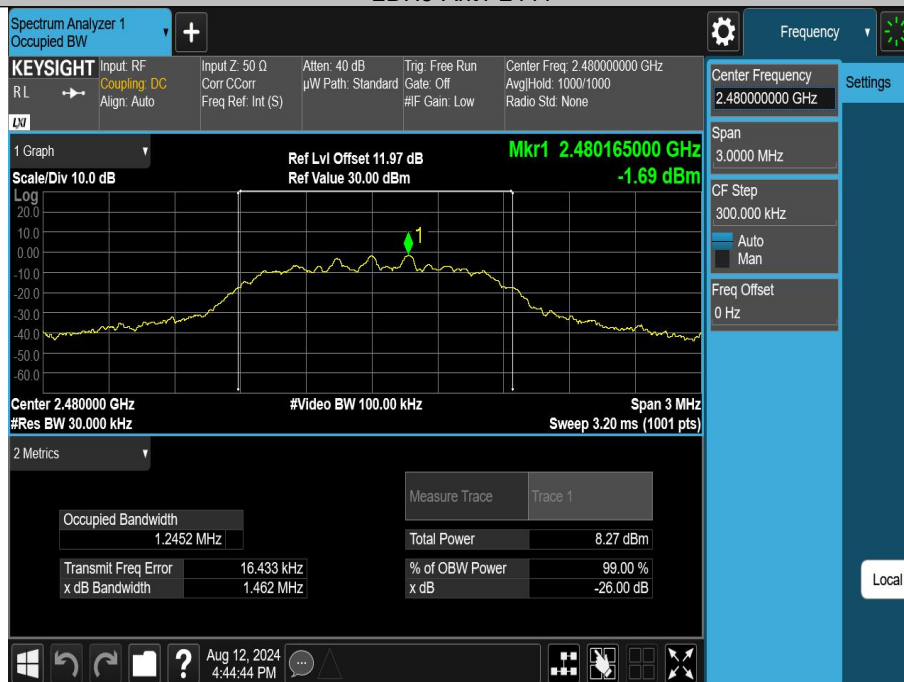 Spectrum Analyzer 1
Occupied BW
+
Frequency
KEYSIGHT
RL
LXI
Input: RF
Coupling: DC
Align: Auto
Input Z: 50 Ω
Corr CCorr
Freq Ref: Int (S)
Atten: 40 dB
µW Path: Standard
Trig: Free Run
Gate: Off
#IF Gain: Low
Center Freq: 2.480000000 GHz
Avg|Hold: 1000/1000
Radio Std: None
Center Frequency
2.480000000 GHz
Settings
Span
3.0000 MHz
CF Step
300.000 kHz
Auto
Man
Freq Offset
0 Hz
Local
1 Graph
Scale/Div 10.0 dB
Ref Lvl Offset 11.97 dB
Ref Value 30.00 dBm
Mkr1 2.480165000 GHz
-1.69 dBm
Log
20.0
10.0
0.00
-10.0
-20.0
-30.0
-40.0
-50.0
-60.0
1
Center 2.480000 GHz
#Res BW 30.000 kHz
#Video BW 100.00 kHz
Span 3 MHz
Sweep 3.20 ms (1001 pts)
2 Metrics
Measure Trace Trace 1
Occupied Bandwidth
1.2452 MHz
Total Power 8.27 dBm
Transmit Freq Error 16.433 kHz
% of OBW Power 99.00 %
x dB Bandwidth 1.462 MHz
x dB -26.00 dB
?
Aug 12, 2024
4:44:44 PM